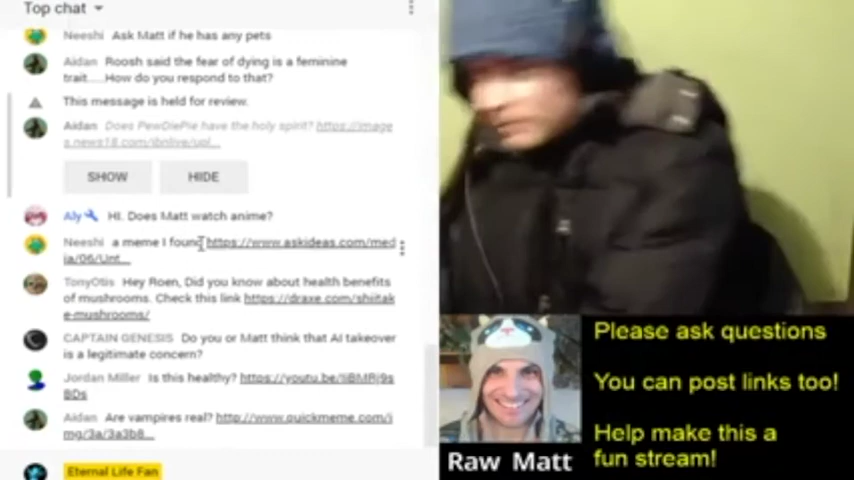 Top chat
Neeshi Ask Matt if he has any pets
Aidan Roosh said the fear of dying is a feminine
trait.....How do you respond to that?
This message is held for review.
Aidan Does PewDiePie have the holy spirit? https://image
s.news18.com/ibnlive/upl...
SHOW HIDE
Aly HI. Does Matt watch anime?
Neeshi a meme I found https://www.askideas.com/med
ia/06/Unt...
TonyOtis Hey Roen, Did you know about health benefits
of mushrooms. Check this link https://draxe.com/shiitak
e-mushrooms/
CAPTAIN GENESIS Do you or Matt think that AI takeover
is a legitimate concern?
Jordan Miller Is this healthy?
Aidan Are vampires real? http://www.quickmeme.com/i
mg/3a/3a3b8...
Eternal Life Fan
Please ask questions
You can post links too!
Help make this a
fun stream!
Raw Matt